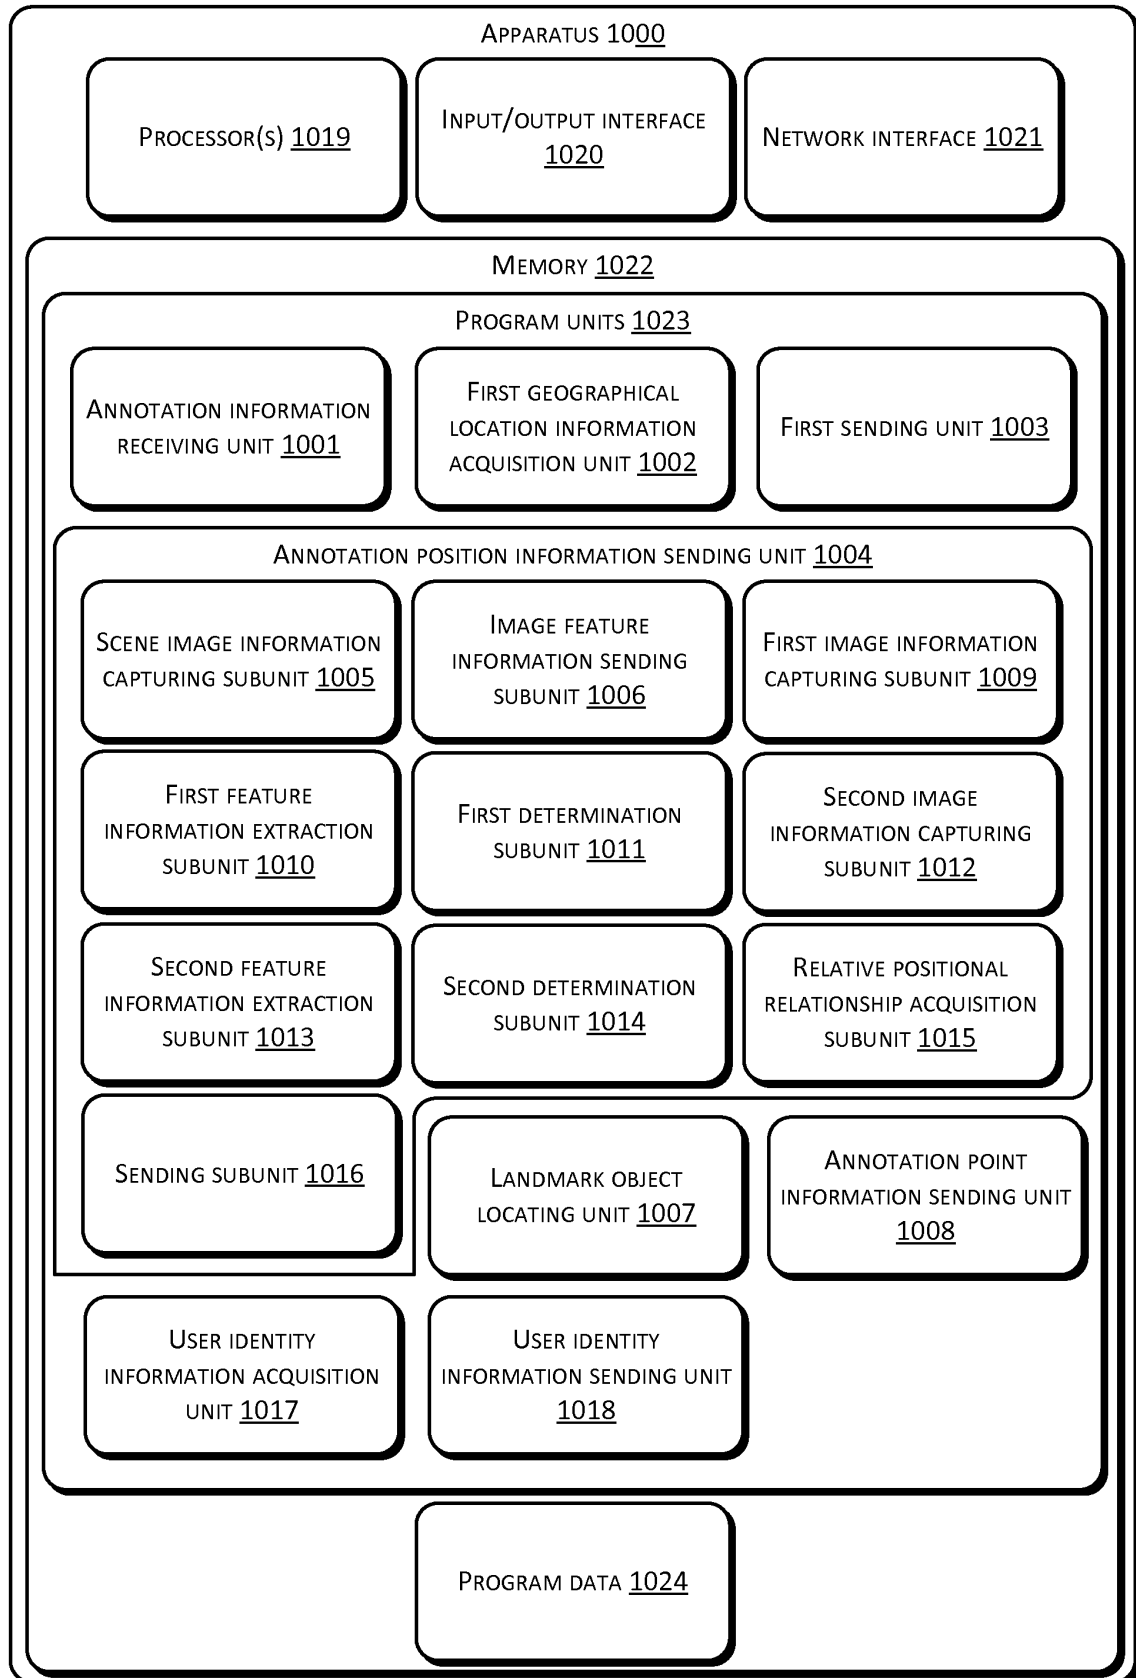 APPARATUS 1000
PROCESSOR(S) 1019
INPUT/OUTPUT INTERFACE
1020
NETWORK INTERFACE 1021
MEMORY 1022
PROGRAM UNITS 1023
ANNOTATION INFORMATION
RECEIVING UNIT 1001
FIRST GEOGRAPHICAL
LOCATION INFORMATION
ACQUISITION UNIT 1002
FIRST SENDING UNIT 1003
ANNOTATION POSITION INFORMATION SENDING UNIT 1004
SCENE IMAGE INFORMATION
CAPTURING SUBUNIT 1005
IMAGE FEATURE
INFORMATION SENDING
SUBUNIT 1006
FIRST IMAGE INFORMATION
CAPTURING SUBUNIT 1009
FIRST FEATURE
INFORMATION EXTRACTION
SUBUNIT 1010
FIRST DETERMINATION
SUBUNIT 1011
SECOND IMAGE
INFORMATION CAPTURING
SUBUNIT 1012
SECOND FEATURE
INFORMATION EXTRACTION
SUBUNIT 1013
SECOND DETERMINATION
SUBUNIT 1014
RELATIVE POSITIONAL
RELATIONSHIP ACQUISITION
SUBUNIT 1015
SENDING SUBUNIT 1016
LANDMARK OBJECT
LOCATING UNIT 1007
ANNOTATION POINT
INFORMATION SENDING UNIT
1008
USER IDENTITY
INFORMATION ACQUISITION
UNIT 1017
USER IDENTITY
INFORMATION SENDING UNIT
1018
PROGRAM DATA 1024